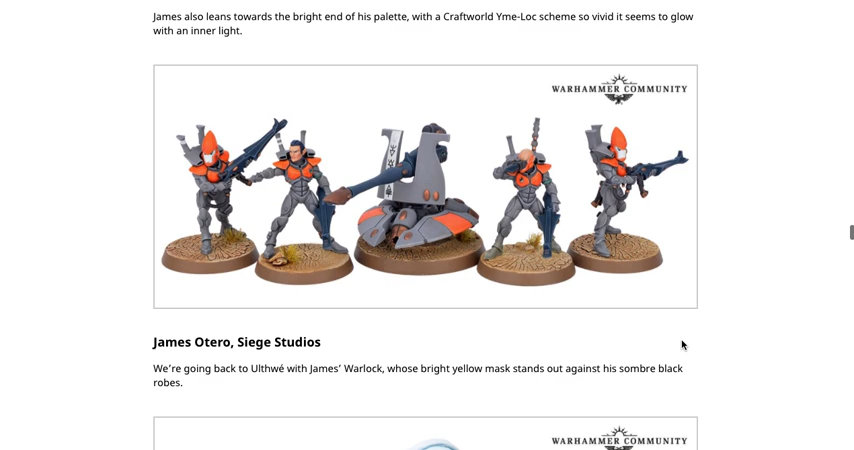 James also leans towards the bright end of his palette, with a Craftworld Yme-Loc scheme so vivid it seems to glow
with an inner light.
WARHAMMER COMMUNITY
James Otero, Siege Studios
We’re going back to Ulthwé with James’ Warlock, whose bright yellow mask stands out against his sombre black
robes.
WARHAMMER COMMUNITY